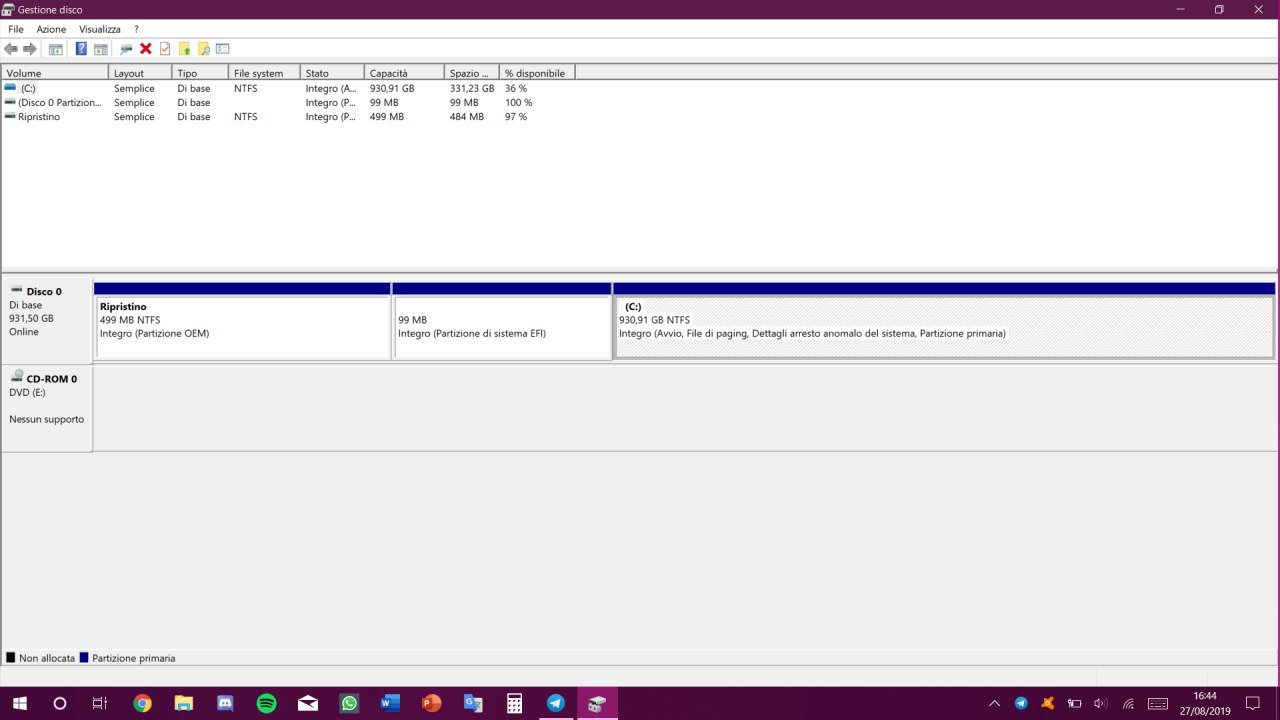 Gestione disco
File Azione Visualizza ?
Volume Layout Tipo File system Stato Capacità Spazio ... % disponibile
(C:) Semplice Di base NTFS Integro (A... 930,91 GB 331,23 GB 36 %
(Disco 0 Partizion... Semplice Di base Integro (P... 99 MB 99 MB 100 %
Ripristino Semplice Di base NTFS Integro (P... 499 MB 484 MB 97 %
Disco 0
Di base
931,50 GB
Online
Ripristino
499 MB NTFS
Integro (Partizione OEM)
99 MB
Integro (Partizione di sistema EFI)
(C:)
930,91 GB NTFS
Integro (Avvio, File di paging, Dettagli arresto anomalo del sistema, Partizione primaria)
CD-ROM 0
DVD (E:)
Nessun supporto
Non allocata Partizione primaria
16:44
27/08/2019